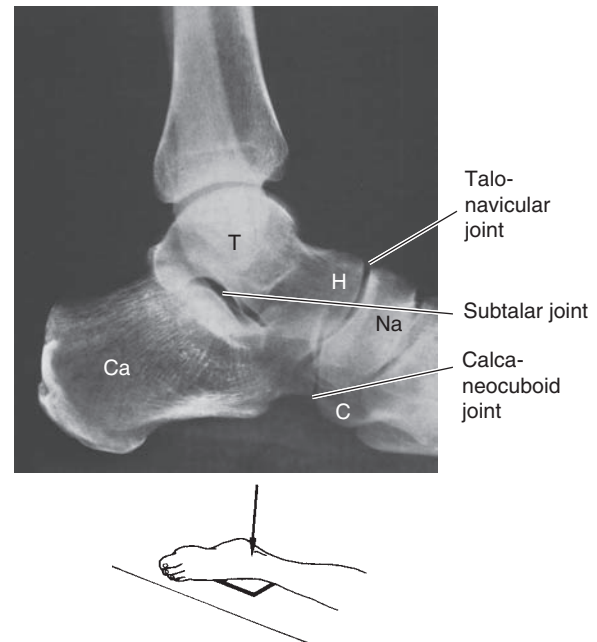 Talo-
navicular
joint
T
H
Subtalar joint
Na
Ca
Calca-
neocuboid
joint
C